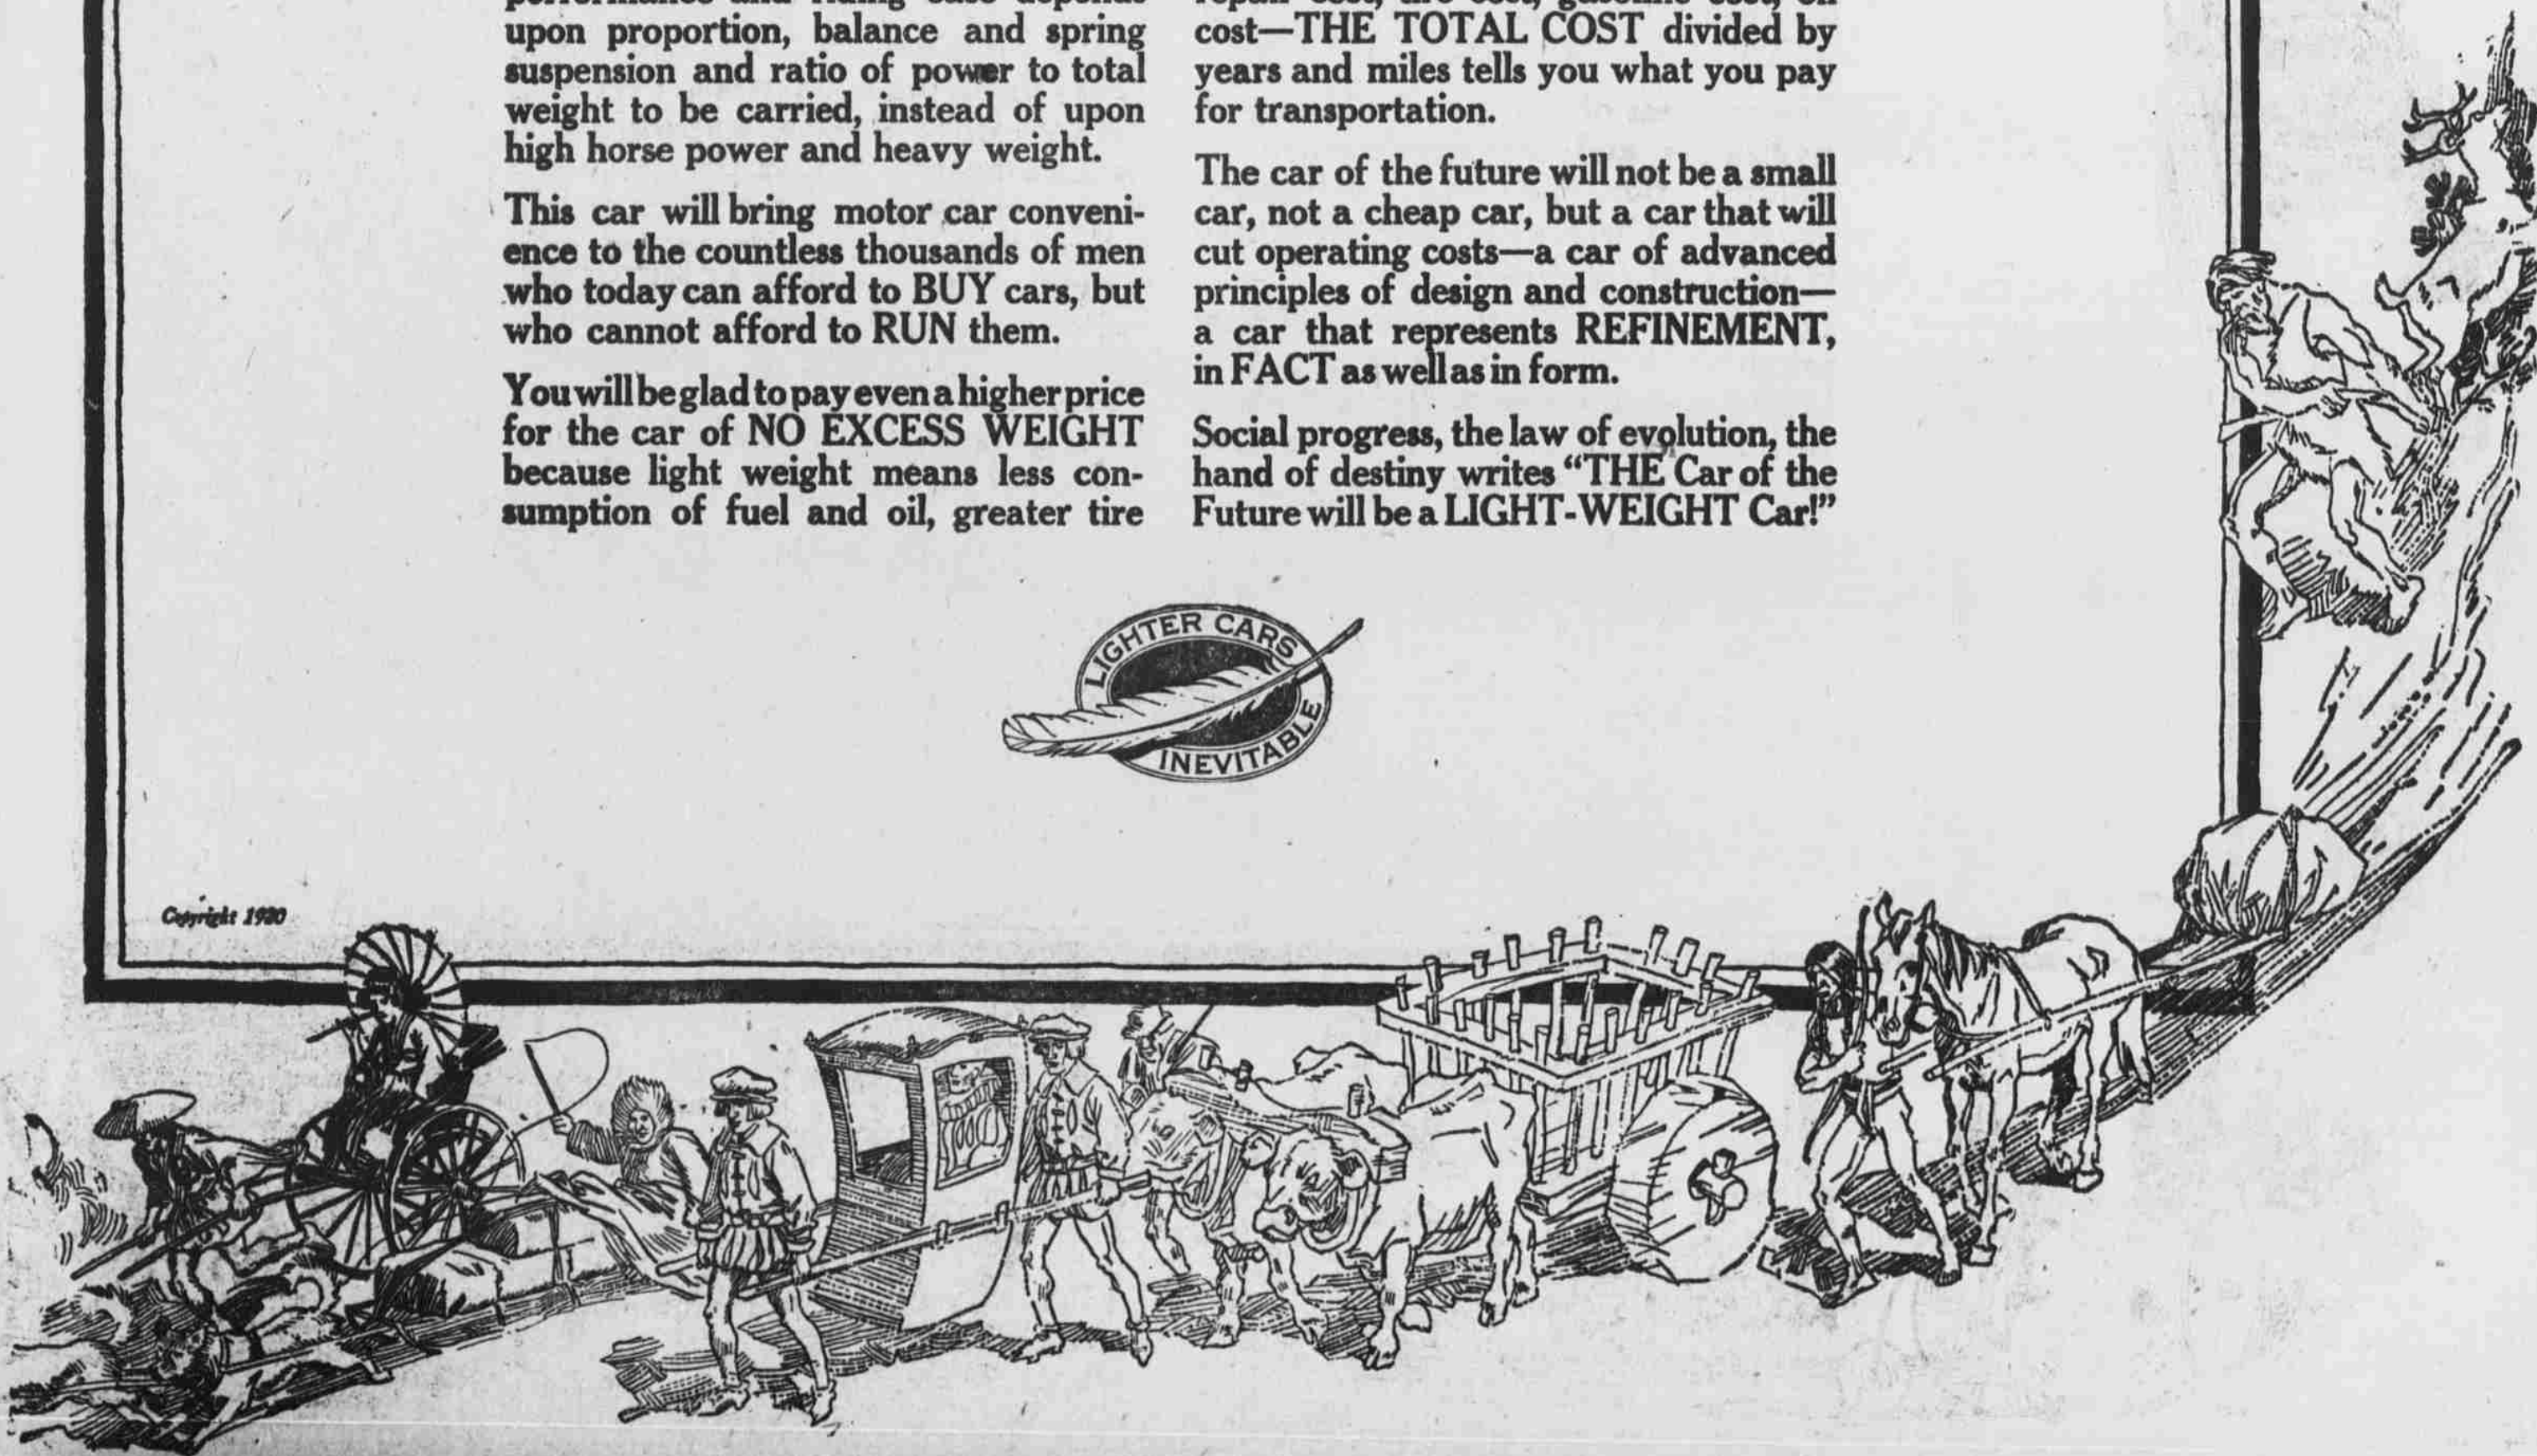 upon proportion, balance and spring
suspension and ratio of power to total
weight to be carried, instead of upon
high horse power and heavy weight.
This car will bring motor car conveni-
ence to the countless thousands of men
who today can afford to BUY cars, but
who cannot afford to RUN them.
You will be glad to pay even a higher price
for the car of NO EXCESS WEIGHT
because light weight means less con-
sumption of fuel and oil, greater tire
cost—THE TOTAL COST divided by
years and miles tells you what you pay
for transportation.
The car of the future will not be a small
car, not a cheap car, but a car that will
cut operating costs—a car of advanced
principles of design and construction—
a car that represents REFINEMENT,
in FACT as well as in form.
Social progress, the law of evolution, the
hand of destiny writes “THE Car of the
Future will be a LIGHT-WEIGHT Car!”
LIGHTER CARS
INEVITABLE
Copyright 1920